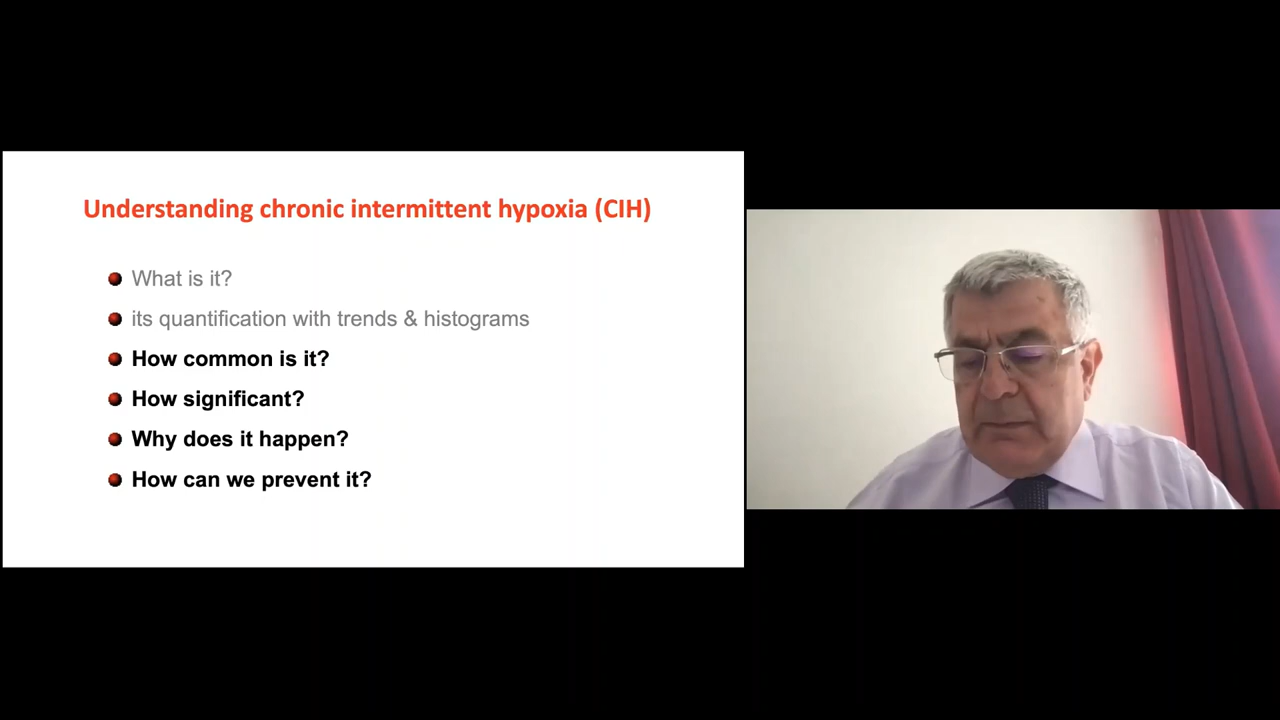 Understanding chronic intermittent hypoxia (CIH)
What is it?
its quantification with trends & histograms
How common is it?
How significant?
Why does it happen?
How can we prevent it?